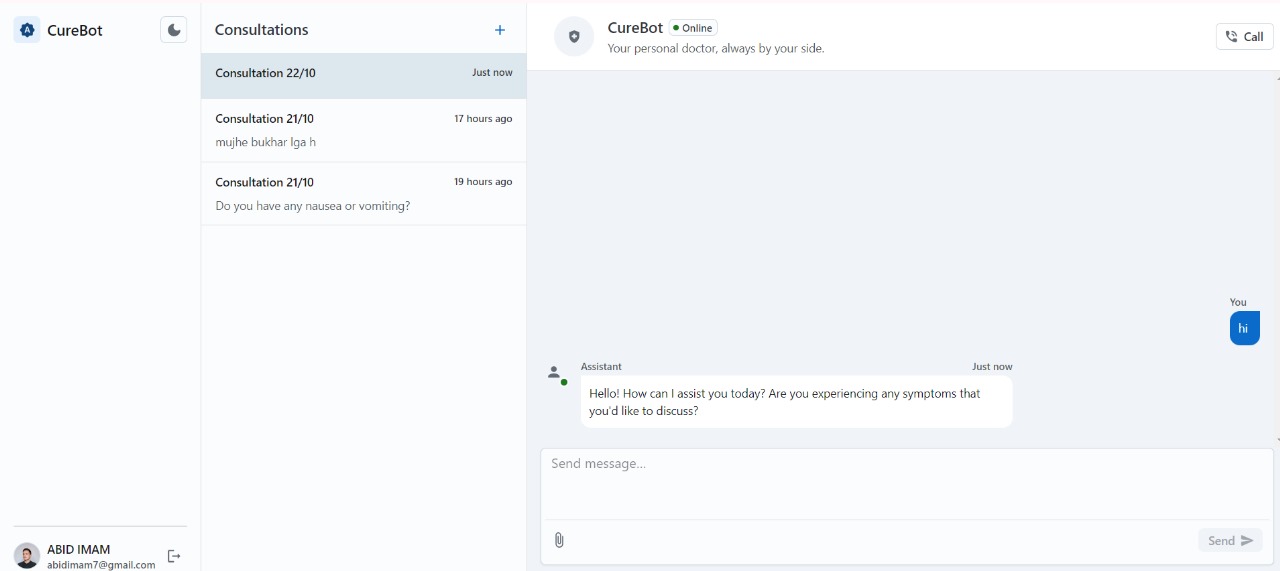 CureBot
Consultations
Consultation 22/10
Just now
Consultation 21/10
17 hours ago
mujhe bukhar lga h
Consultation 21/10
19 hours ago
Do you have any nausea or vomiting?
ABID IMAM
abidimam7@gmail.com
CureBot
Online
Your personal doctor, always by your side.
Call
You
hi
Assistant
Just now
Hello! How can I assist you today? Are you experiencing any symptoms that
you'd like to discuss?
Send message...
Send